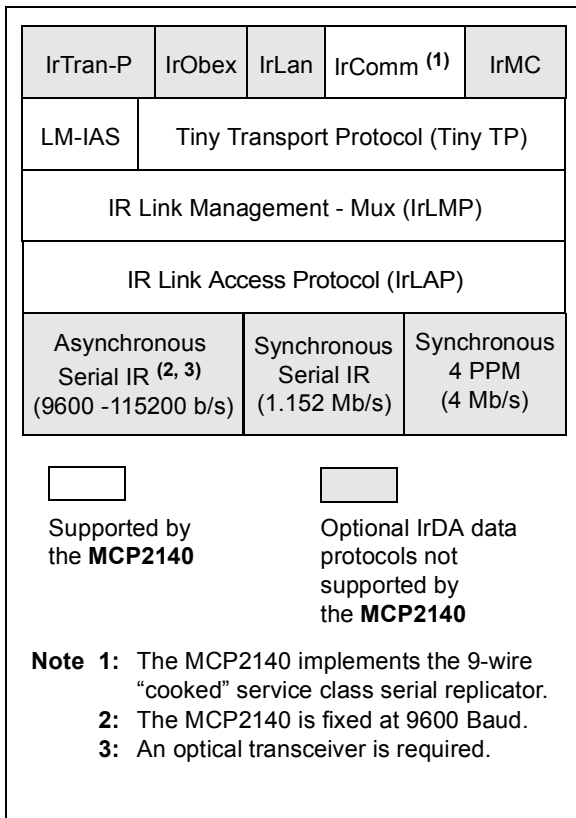 IrTran-P IrObex IrLan IrComm (1) IrMC
LM-IAS Tiny Transport Protocol (Tiny TP)
IR Link Management - Mux (IrLMP)
IR Link Access Protocol (IrLAP)
Asynchronous
Serial IR (2, 3)
(9600 -115200 b/s)
Synchronous
Serial IR
(1.152 Mb/s)
Synchronous
4 PPM
(4 Mb/s)
Supported by
the MCP2140
Optional IrDA data
protocols not
supported by
the MCP2140
Note 1: The MCP2140 implements the 9-wire
“cooked” service class serial replicator.
2: The MCP2140 is fixed at 9600 Baud.
3: An optical transceiver is required.